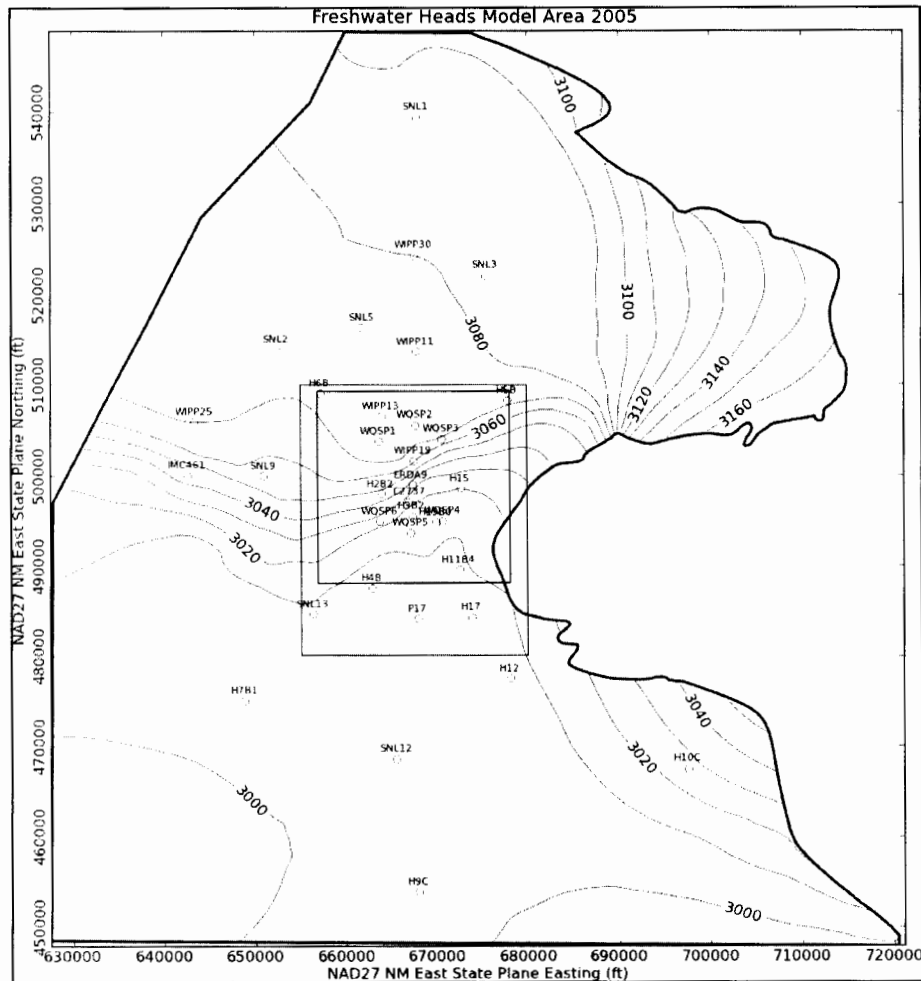 Freshwater Heads Model Area 2005
3100
SNL1
WIPP30
SNL3
3100
SNL5
3080
SNL2
WIPP11
3140
H6B
H5B
3120
WIPP13
WIPP25
WQSP2
3160
3060
WQSP1
WQSP3
WIPP19
IMC461
SNL9
ERDA9
H15
H2B2
C2737
3040
H3B2
WQSP6
WQSP4
WQSP5
3020
H11B4
H4B
SNL13
P17
H17
H12
H7B1
3040
SNL12
3020
H10C
3000
H9C
3000
540000
530000
520000
510000
500000
490000
480000
470000
460000
450000
NAD27 NM East State Plane Northing (ft)
630000 640000 650000 660000 670000 680000 690000 700000 710000 720000
NAD27 NM East State Plane Easting (ft)